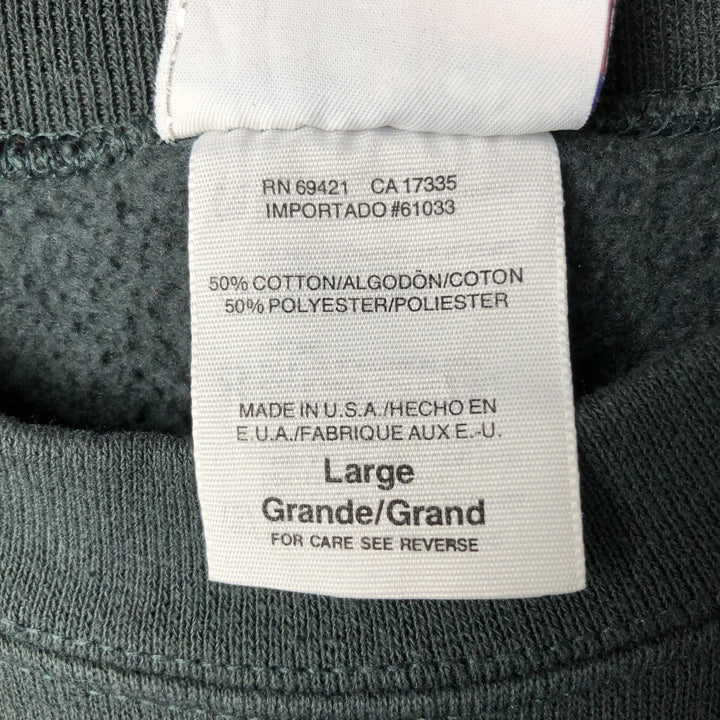 RN 69421 CA 17335
IMPORTADO #61033
50% COTTON/ALGODŌN/COTON
50% POLYESTER/POLIESTER
MADE IN U.S.A./HECHO EN
E.U.A./FABRIQUE AUX E.-U.
Large
Grande/Grand
FOR CARE SEE REVERSE